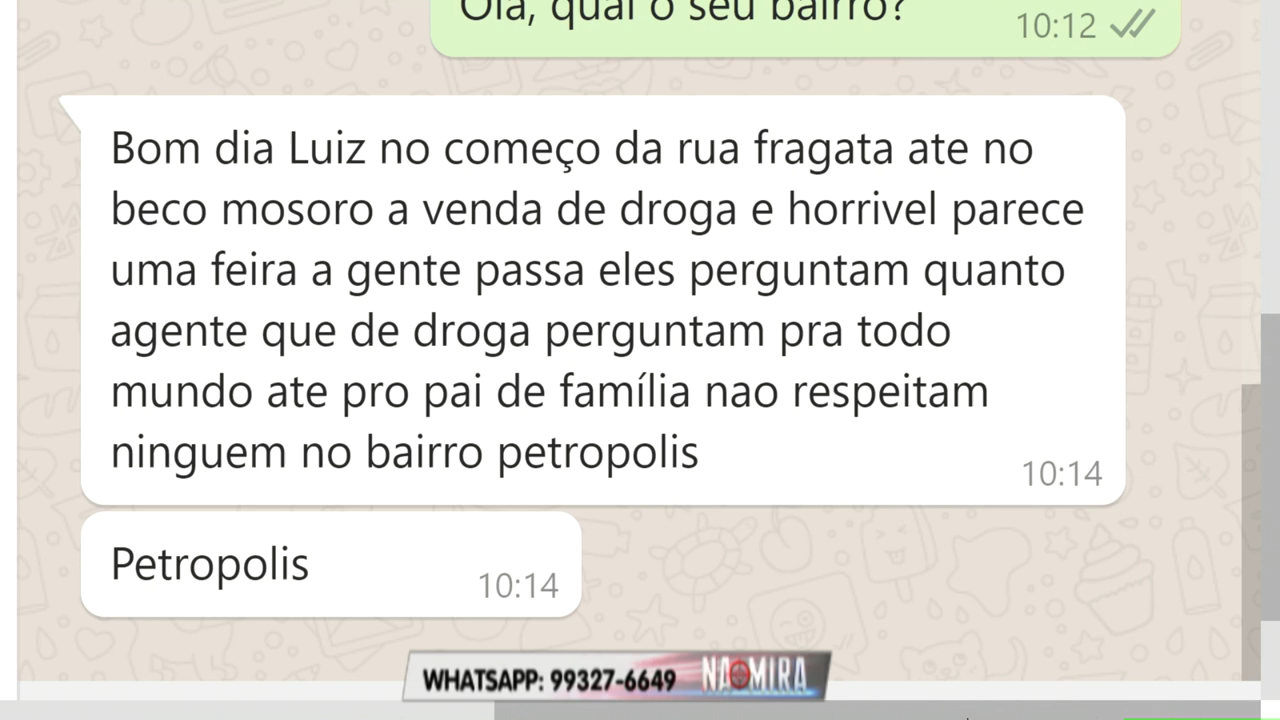 Olá, qual o seu bairro?
10:12
Bom dia Luiz no começo da rua fragata ate no
beco mosoro a venda de droga e horrivel parece
uma feira a gente passa eles perguntam quanto
agente que de droga perguntam pra todo
mundo ate pro pai de família nao respeitam
ninguem no bairro petropolis
10:14
Petropolis
10:14
WHATSAPP: 99327-6649 NA MIRA